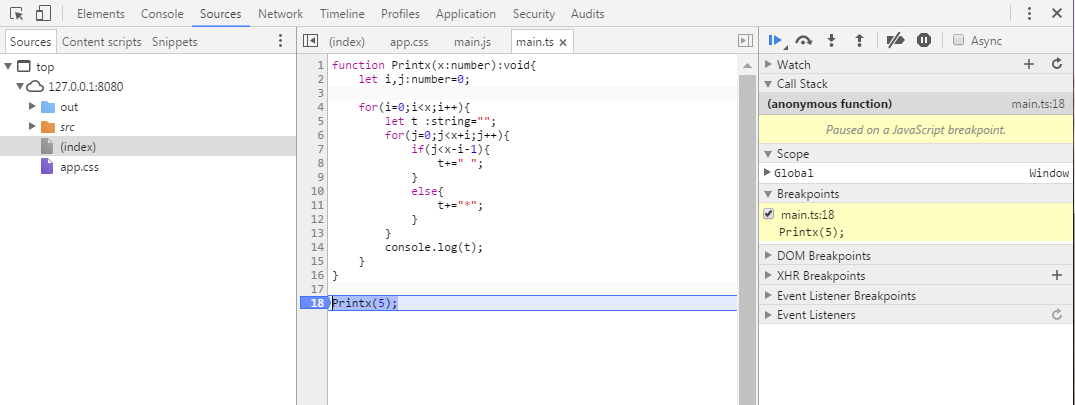 Elements Console Sources Network Timeline Profiles Application Security Audits
Sources Content scripts Snippets
top
127.0.0.1:8080
out
src
(index)
app.css
(index) app.css main.js main.ts
1 function Printx(x:number):void{
2 let i,j:number=0;
3
4 for(i=0;i<x;i++){
5 let t :string="";
6 for(j=0;j<x+i;j++){
7 if(j<x-i-1){
8 t+=" ";
9 }
10 else{
11 t+="*";
12 }
13 }
14 console.log(t);
15 }
16 }
17
18 Printx(5);
Async
Watch
Call Stack
(anonymous function) main.ts:18
Paused on a JavaScript breakpoint.
Scope
Global Window
Breakpoints
main.ts:18
Printx(5);
DOM Breakpoints
XHR Breakpoints
Event Listener Breakpoints
Event Listeners